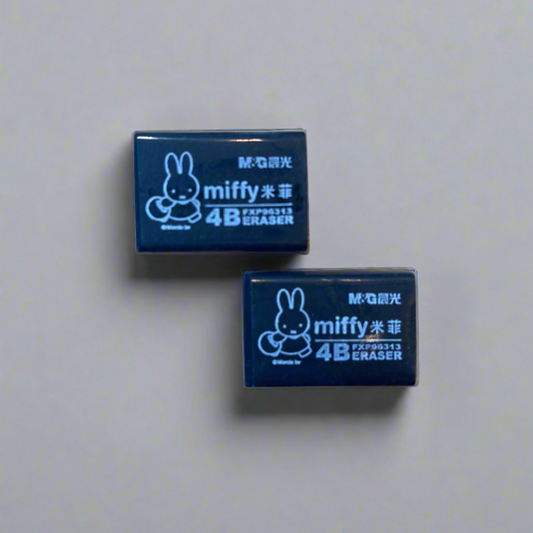 M&G晨光
miffy米菲
4B FXP96313
ERASER
M&G晨光
miffy米菲
4B FXP96313
ERASER